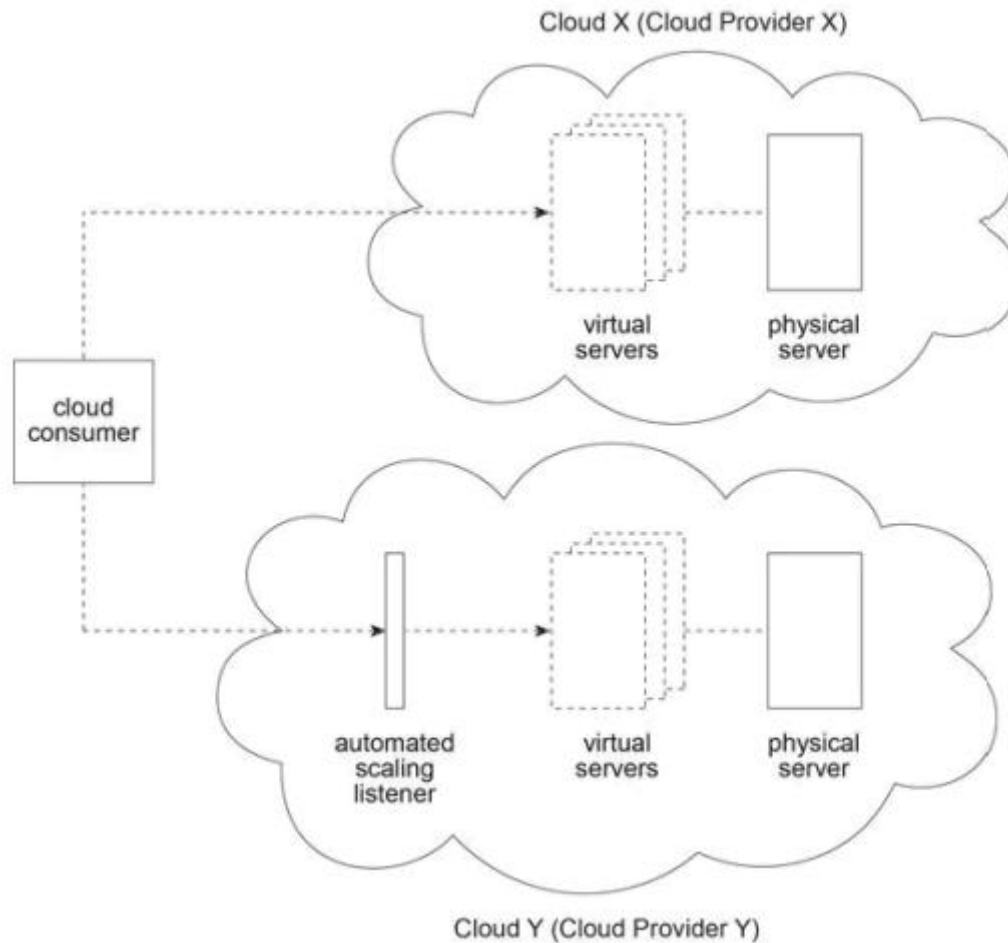 Cloud X (Cloud Provider X)
virtual
servers
physical
server
cloud
consumer
automated
scaling
listener
virtual
servers
physical
server
Cloud Y (Cloud Provider Y)